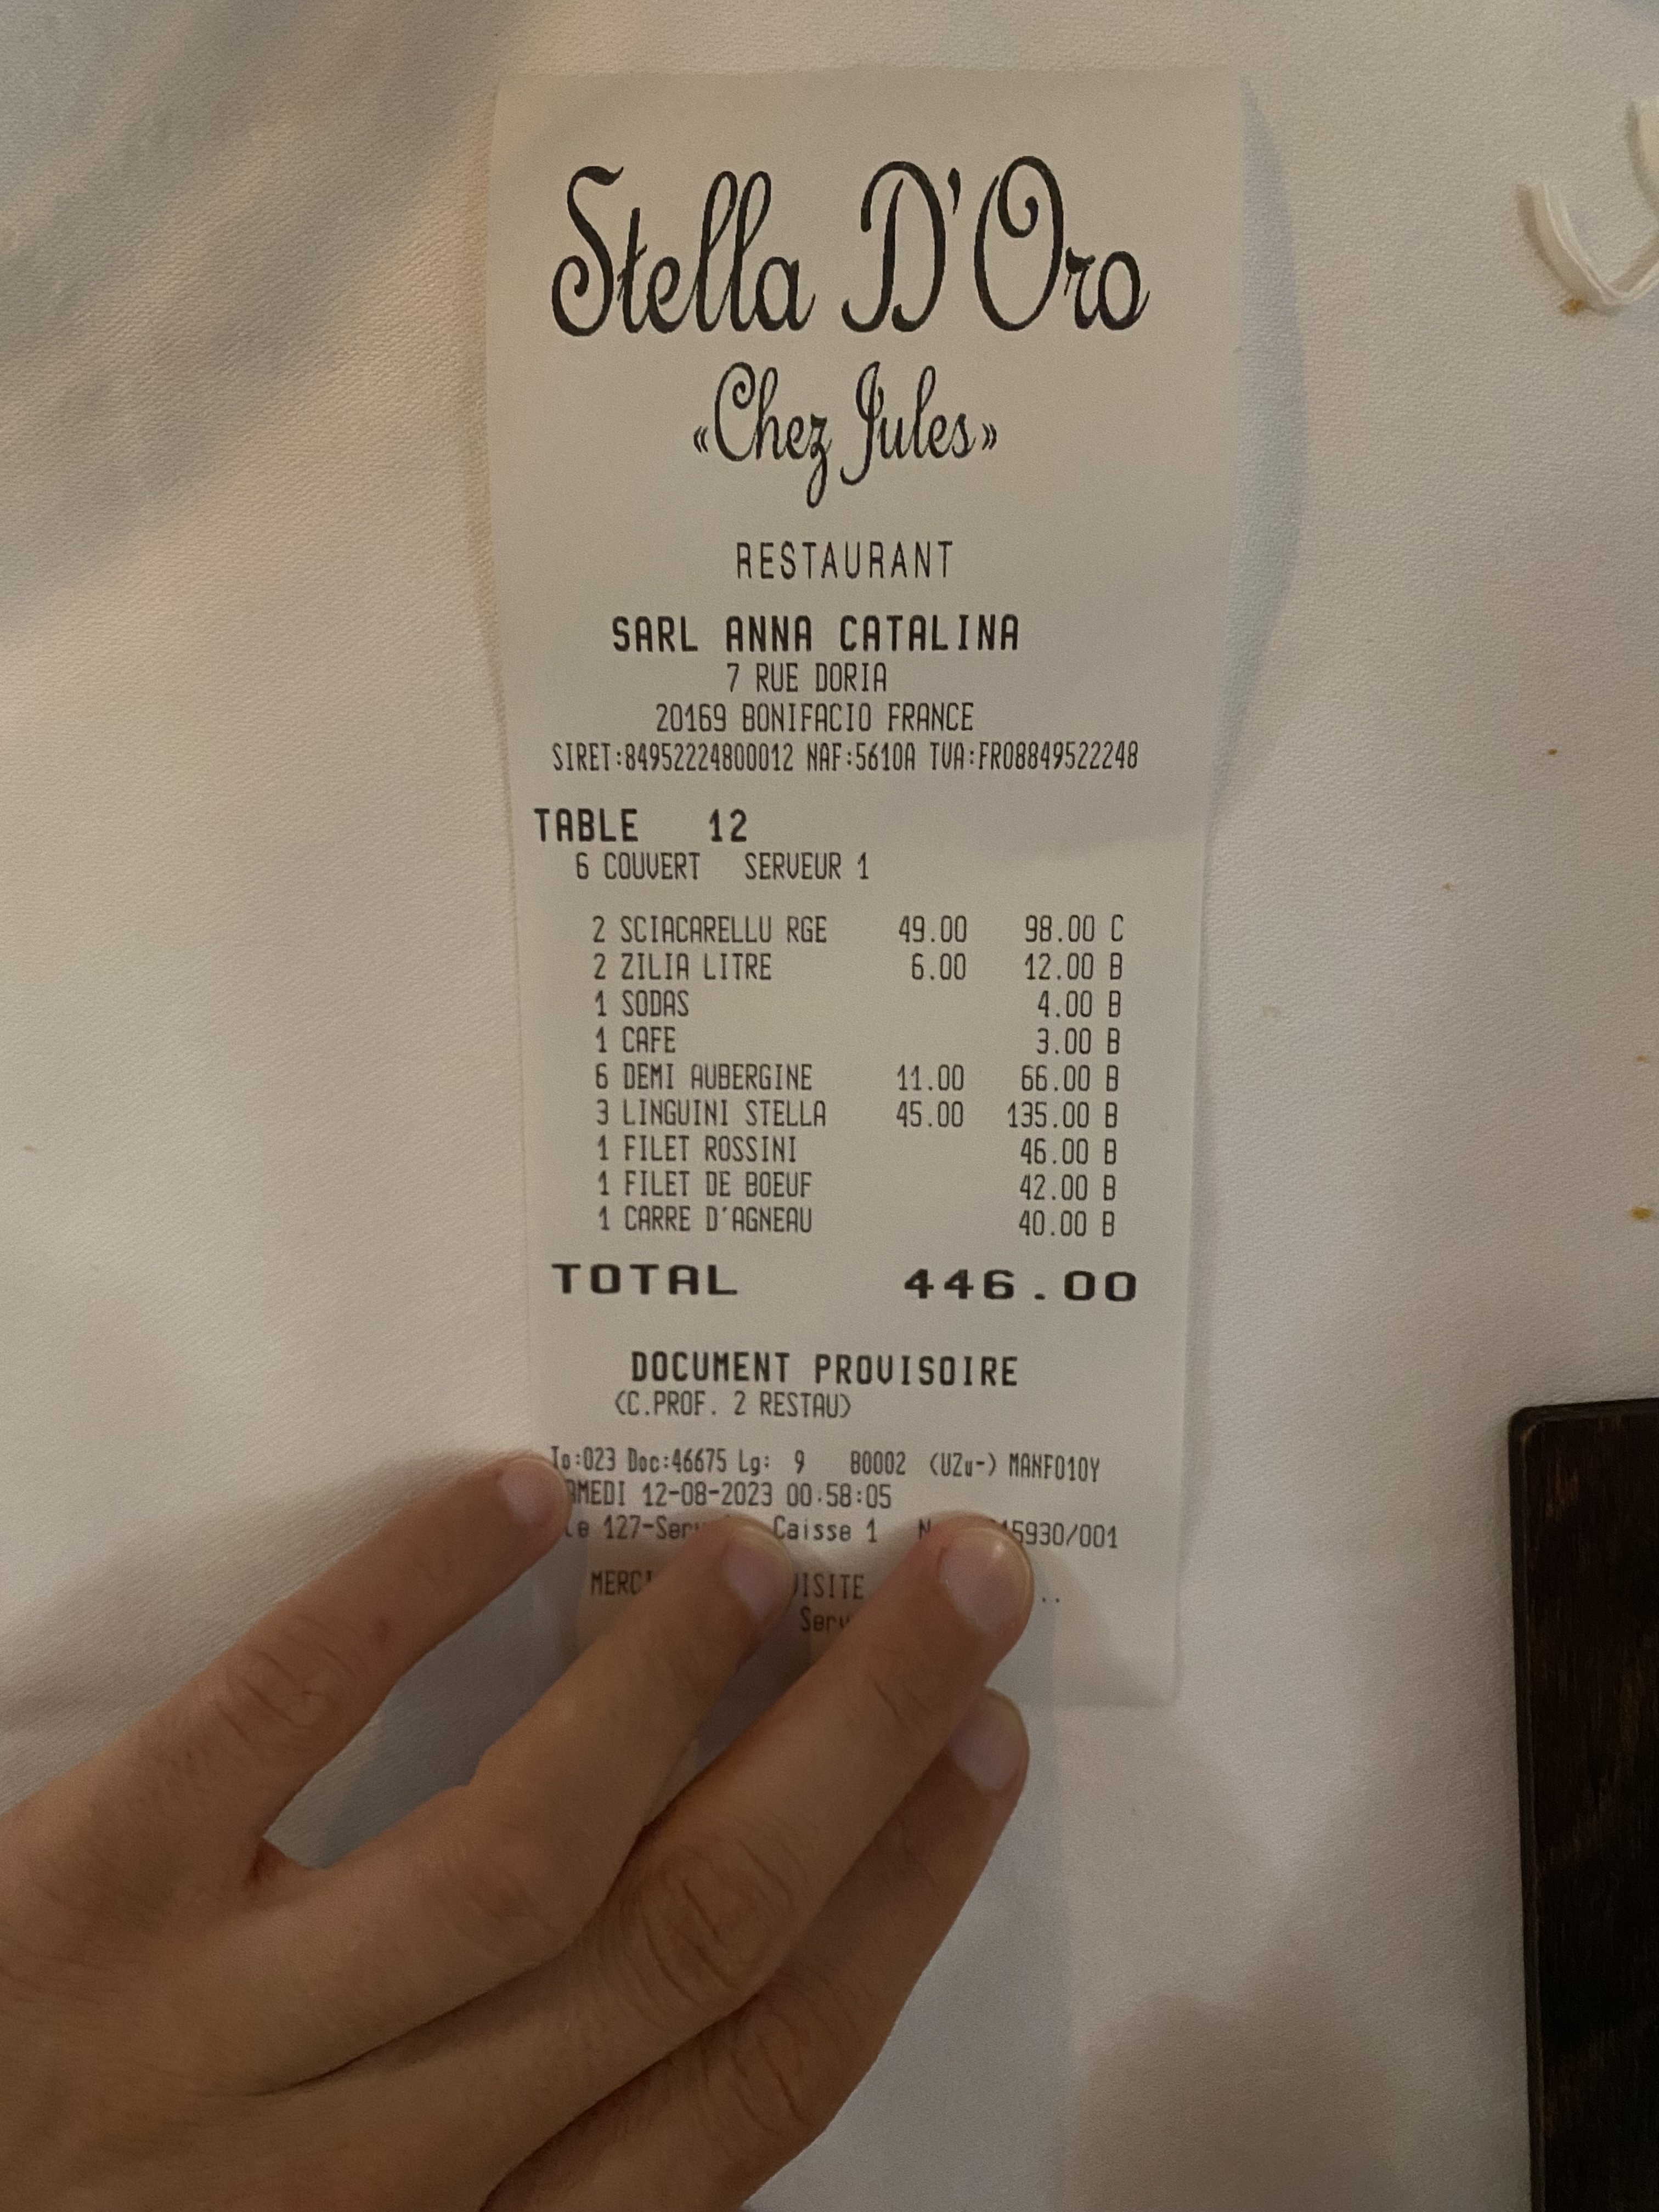 Stella D'Oro
«Chez Jules»
RESTAURANT
SARL ANNA CATALINA
7 RUE DORIA
20169 BONIFACIO FRANCE
SIRET:84952224800012 NAF:5610A TVA:FR08849522248
TABLE 12
6 COUVERT SERVEUR 1
2 SCIACARELLU RGE 49.00 98.00 C
2 ZILIA LITRE 6.00 12.00 B
1 SODAS 4.00 B
1 CAFE 3.00 B
6 DEMI AUBERGINE 11.00 66.00 B
3 LINGUINI STELLA 45.00 135.00 B
1 FILET ROSSINI 46.00 B
1 FILET DE BOEUF 42.00 B
1 CARRE D'AGNEAU 40.00 B
TOTAL 446.00
DOCUMENT PROVISOIRE
(C.PROF. 2 RESTAU)
To:023 Doc:46675 Lg: 9 B0002 (UZu-) MANF010Y
12-08-2023 00:58:05
Caisse 1